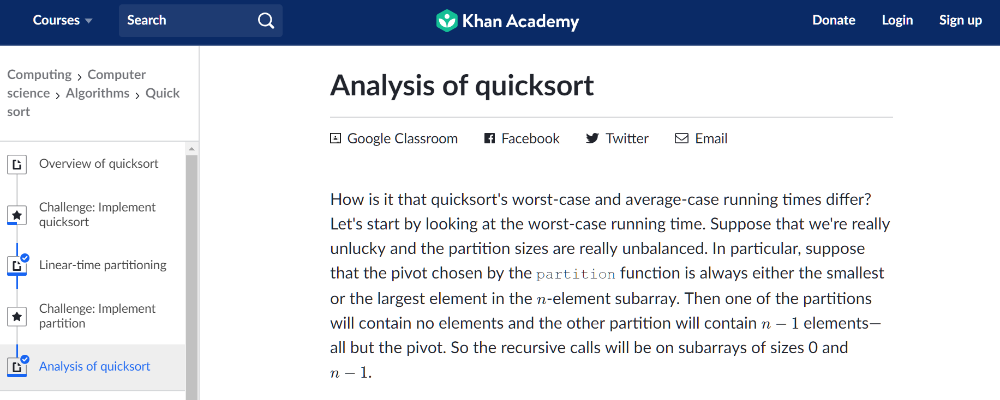 Courses
Search
Khan Academy
Donate
Login
Sign up
Computing › Computer
science › Algorithms › Quick
sort
Overview of quicksort
Challenge: Implement
quicksort
Linear-time partitioning
Challenge: Implement
partition
Analysis of quicksort
Analysis of quicksort
Google Classroom
Facebook
Twitter
Email
How is it that quicksort's worst-case and average-case running times differ?
Let's start by looking at the worst-case running time. Suppose that we're really
unlucky and the partition sizes are really unbalanced. In particular, suppose
that the pivot chosen by the partition function is always either the smallest
or the largest element in the n-element subarray. Then one of the partitions
will contain no elements and the other partition will contain n − 1 elements—
all but the pivot. So the recursive calls will be on subarrays of sizes 0 and
n − 1.